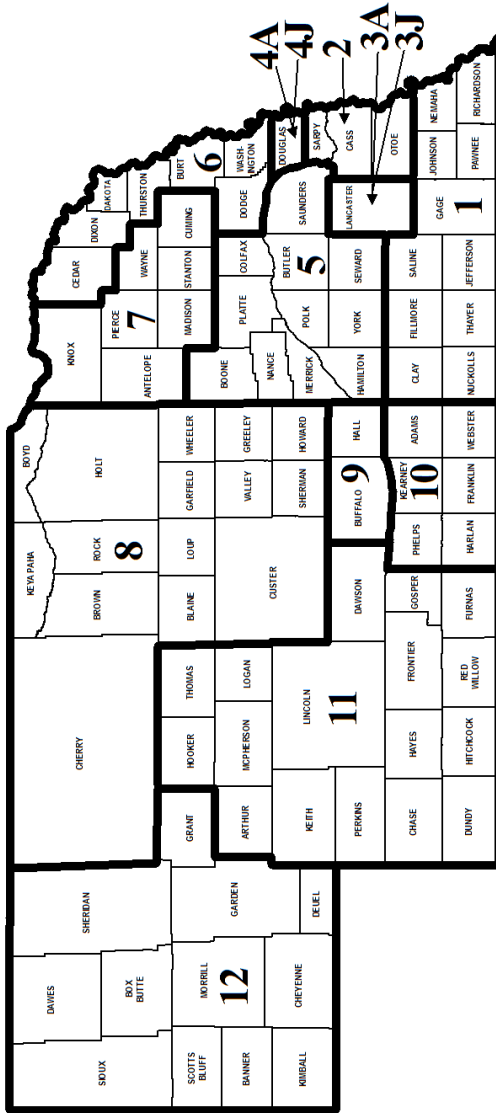 SIOUX
DAWES
BOX
BUTTE
SHERIDAN
SCOTTS
BLUFF
BANNER
KIMBALL
MORRILL
12
CHEYENNE
GARDEN
DEUEL
CHERRY
GRANT
HOOKER
THOMAS
ARTHUR
MCPHERSON
LOGAN
KEITH
LINCOLN
11
PERKINS
CHASE
HAYES
FRONTIER
DUNDY
HITCHCOCK
RED
WILLOW
DAWSON
GOSPER
FURNAS
KEYA PAHA
BOYD
BROWN
ROCK
8
HOLT
BLAINE
LOUP
GARFIELD
WHEELER
CUSTER
VALLEY
GREELEY
SHERMAN
HOWARD
BUFFALO
9
HALL
PHELPS
KEARNEY
10
ADAMS
HARLAN
FRANKLIN
WEBSTER
KNOX
CEDAR
DIXON
DAKOTA
ANTELOPE
PIERCE
7
WAYNE
THURSTON
MADISON
STANTON
CUMING
BURT
6
BOONE
PLATTE
COLFAX
DODGE
WASH-
INGTON
NANCE
MERRICK
POLK
BUTLER
5
SAUNDERS
DOUGLAS
SARPY
HAMILTON
YORK
SEWARD
LANCASTER
CASS
OTOE
CLAY
FILLMORE
SALINE
GAGE
1
JOHNSON
NEMAHA
NUCKOLLS
THAYER
JEFFERSON
PAWNEE
RICHARDSON
4A
4J
2
3A
3J